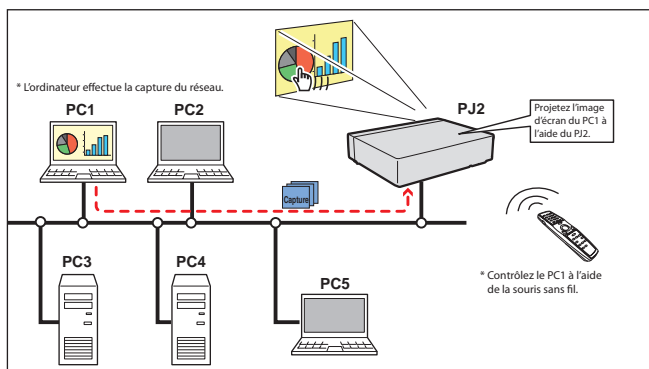 * L'ordinateur effectue la capture du réseau.
PC1
PC2
PJ2
Projetez l'image
d'écran du PC1 à
l'aide du PJ2.
Capture
PC3
PC4
PC5
* Contrôlez le PC1 à l'aide
de la souris sans fil.